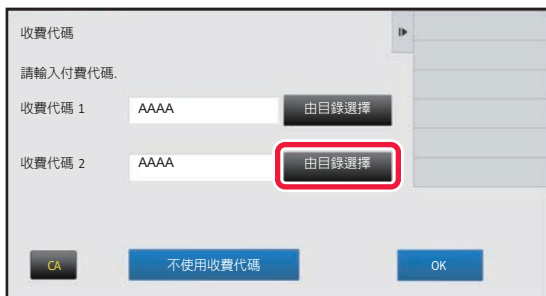 收費代碼
請輸入付費代碼.
收費代碼 1 AAAA 由目錄選擇
收費代碼 2 AAAA 由目錄選擇
CA 不使用收費代碼 OK